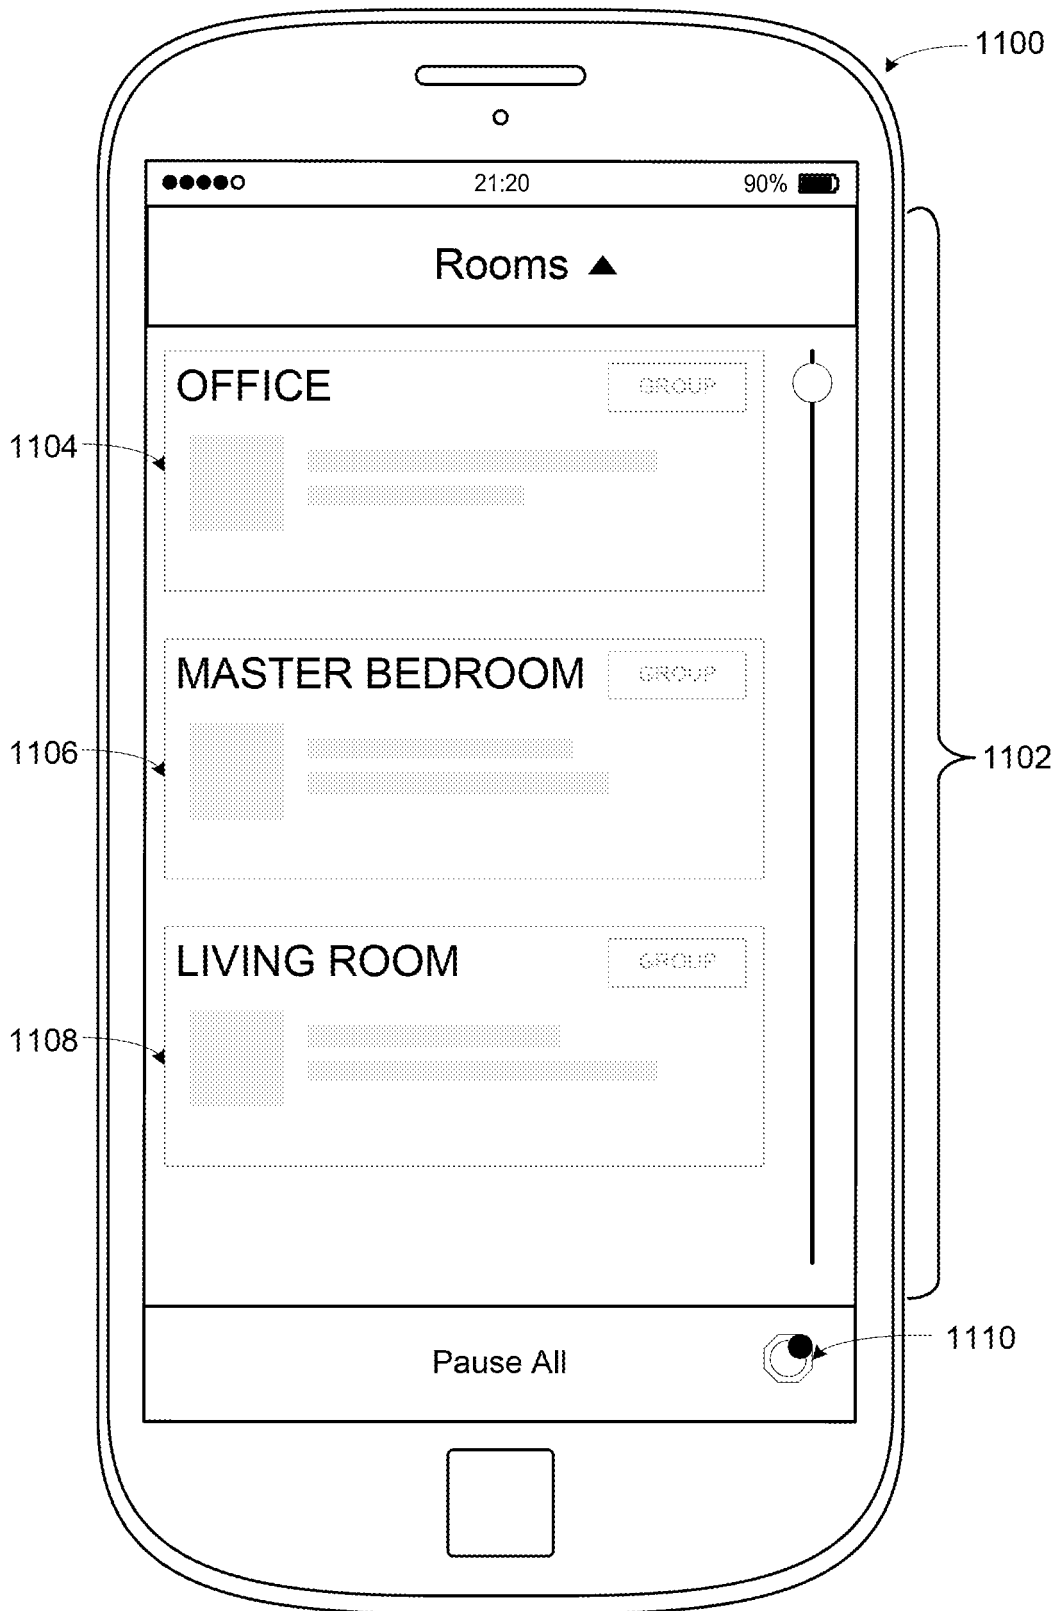 1100
21:20 90%
Rooms
OFFICE GROUP
1104
MASTER BEDROOM GROUP
1106
1102
LIVING ROOM GROUP
1108
1110
Pause All